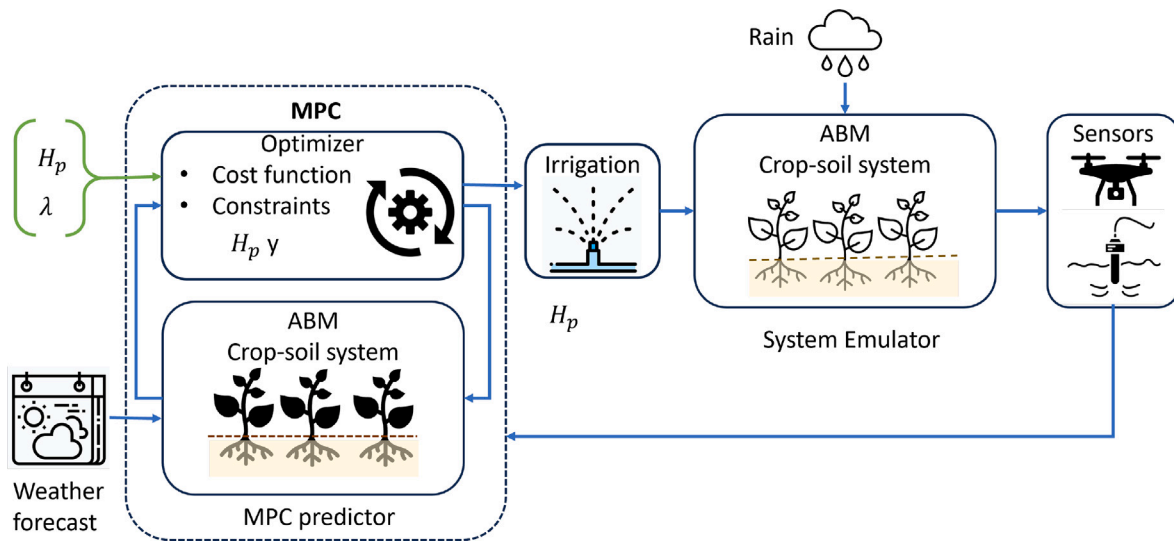 Rain
MPC
Optimizer
• Cost function
• Constraints
H_p y
H_p
λ
Irrigation
H_p
ABM
Crop-soil system
System Emulator
Sensors
ABM
Crop-soil system
MPC predictor
Weather
forecast